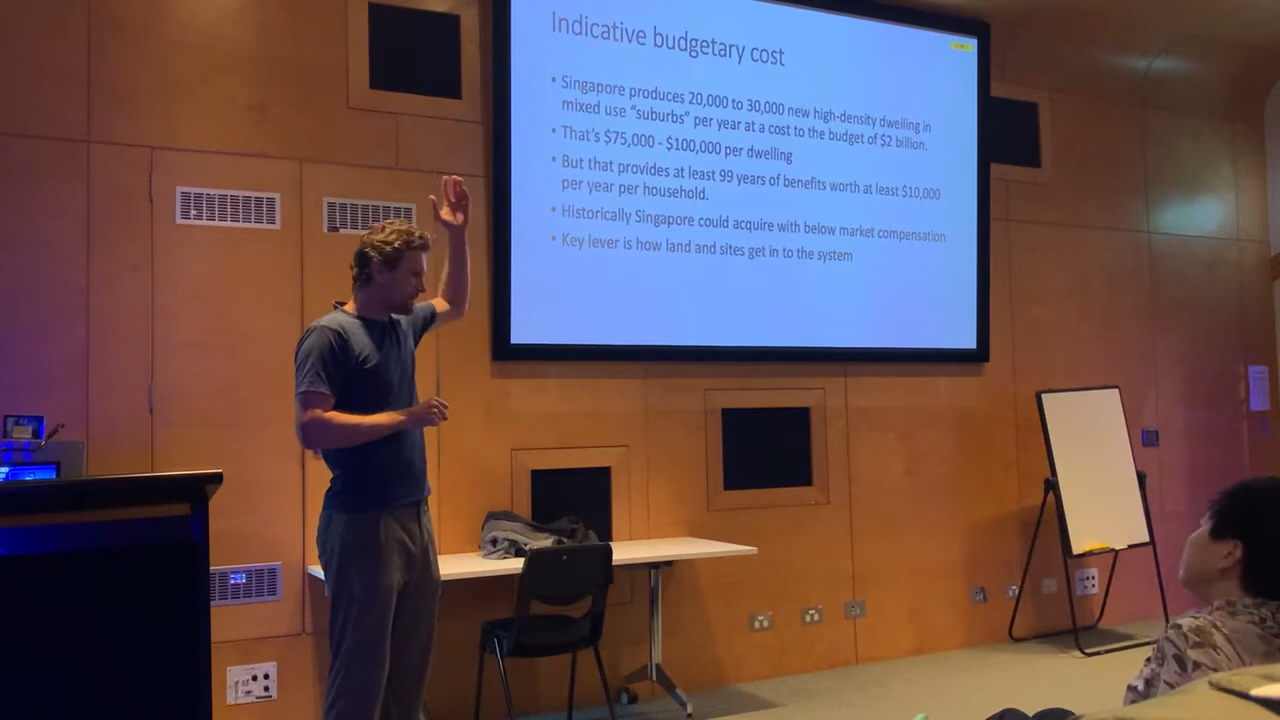 Indicative budgetary cost
• Singapore produces 20,000 to 30,000 new high-density dwelling in
mixed use “suburbs” per year at a cost to the budget of $2 billion.
• That’s $75,000 - $100,000 per dwelling
• But that provides at least 99 years of benefits worth at least $10,000
per year per household.
• Historically Singapore could acquire with below market compensation
• Key lever is how land and sites get in to the system